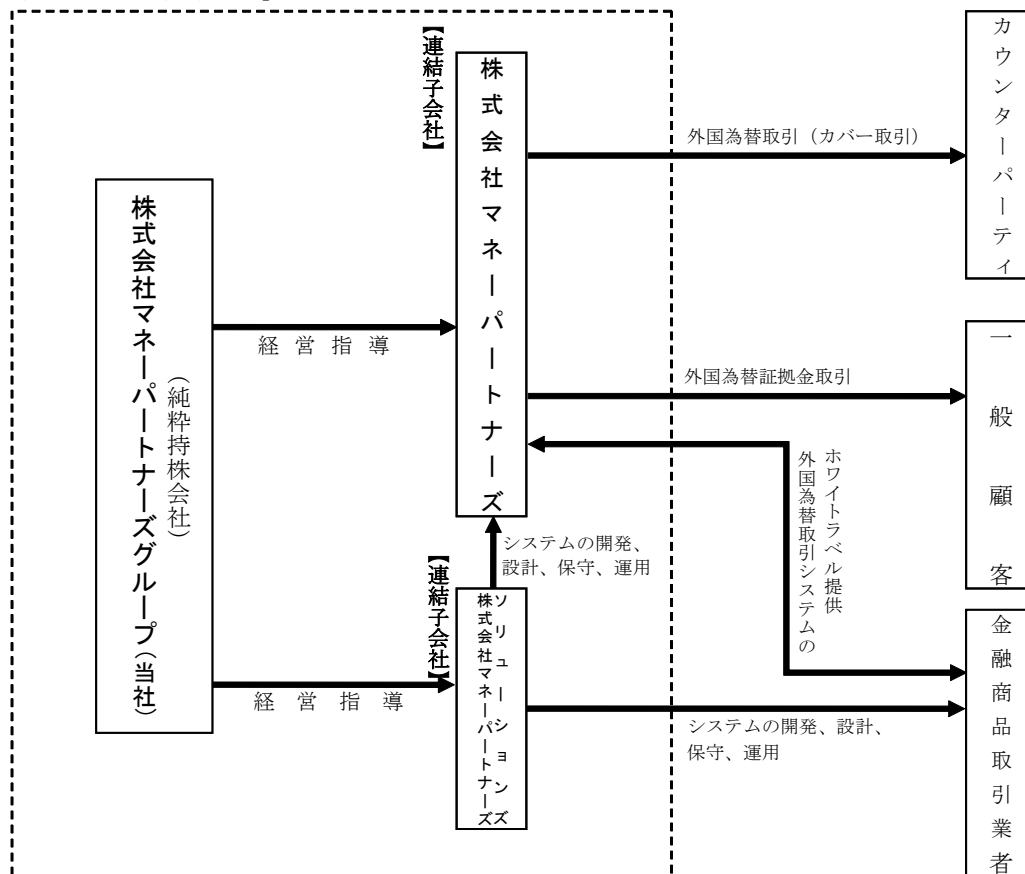 株式会社マネーパートナーズグループ(当社)
(純粋持株会社)
経営指導
経営指導
【連結子会社】
株式会社マネーパートナーズ
【連結子会社】
株式会社マネーパートナーズ
ソリューションズ
システムの開発、
設計、保守、運用
外国為替取引（カバー取引）
外国為替証拠金取引
ホワイトラベル提供
外国為替取引システムの
システムの開発、設計、
保守、運用
カウンターパーティ
一般顧客
金融商品取引業者